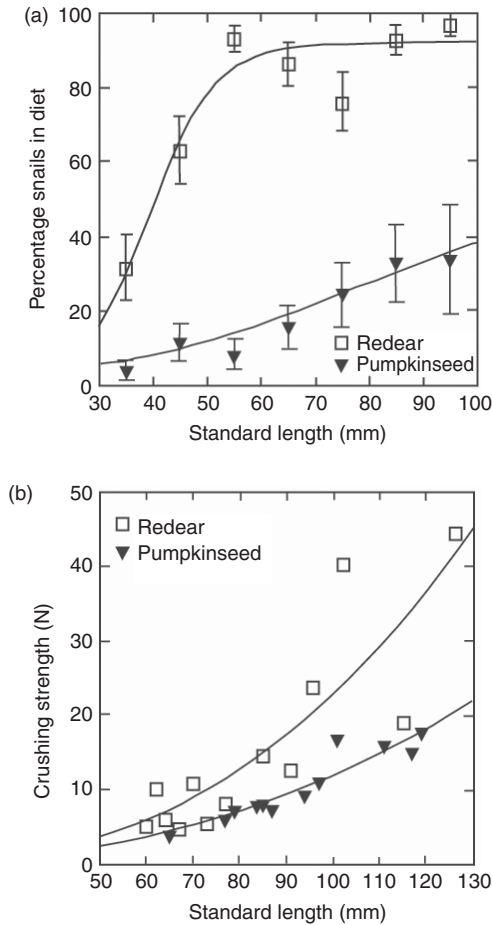 (a)
100
80
60
40
20
0
Percentage snails in diet
Redear
Pumpkinseed
30 40 50 60 70 80 90 100
Standard length (mm)
(b)
50
40
30
20
10
0
Crushing strength (N)
Redear
Pumpkinseed
50 60 70 80 90 100 110 120 130
Standard length (mm)